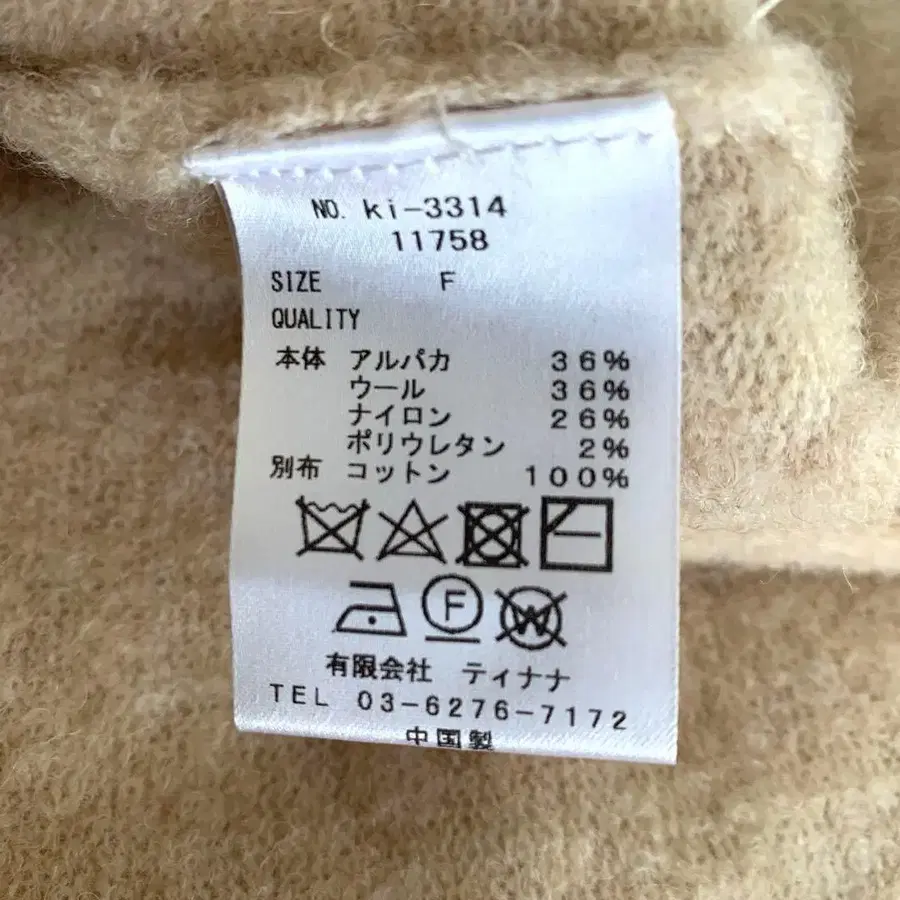 NO. ki-3314
11758
SIZE F
QUALITY
本体 アルパカ 36%
ウール 36%
ナイロン 26%
ポリウレタン 2%
別布 コットン 100%
F
W
有限会社 ティナナ
TEL 03-6276-7172
中国製